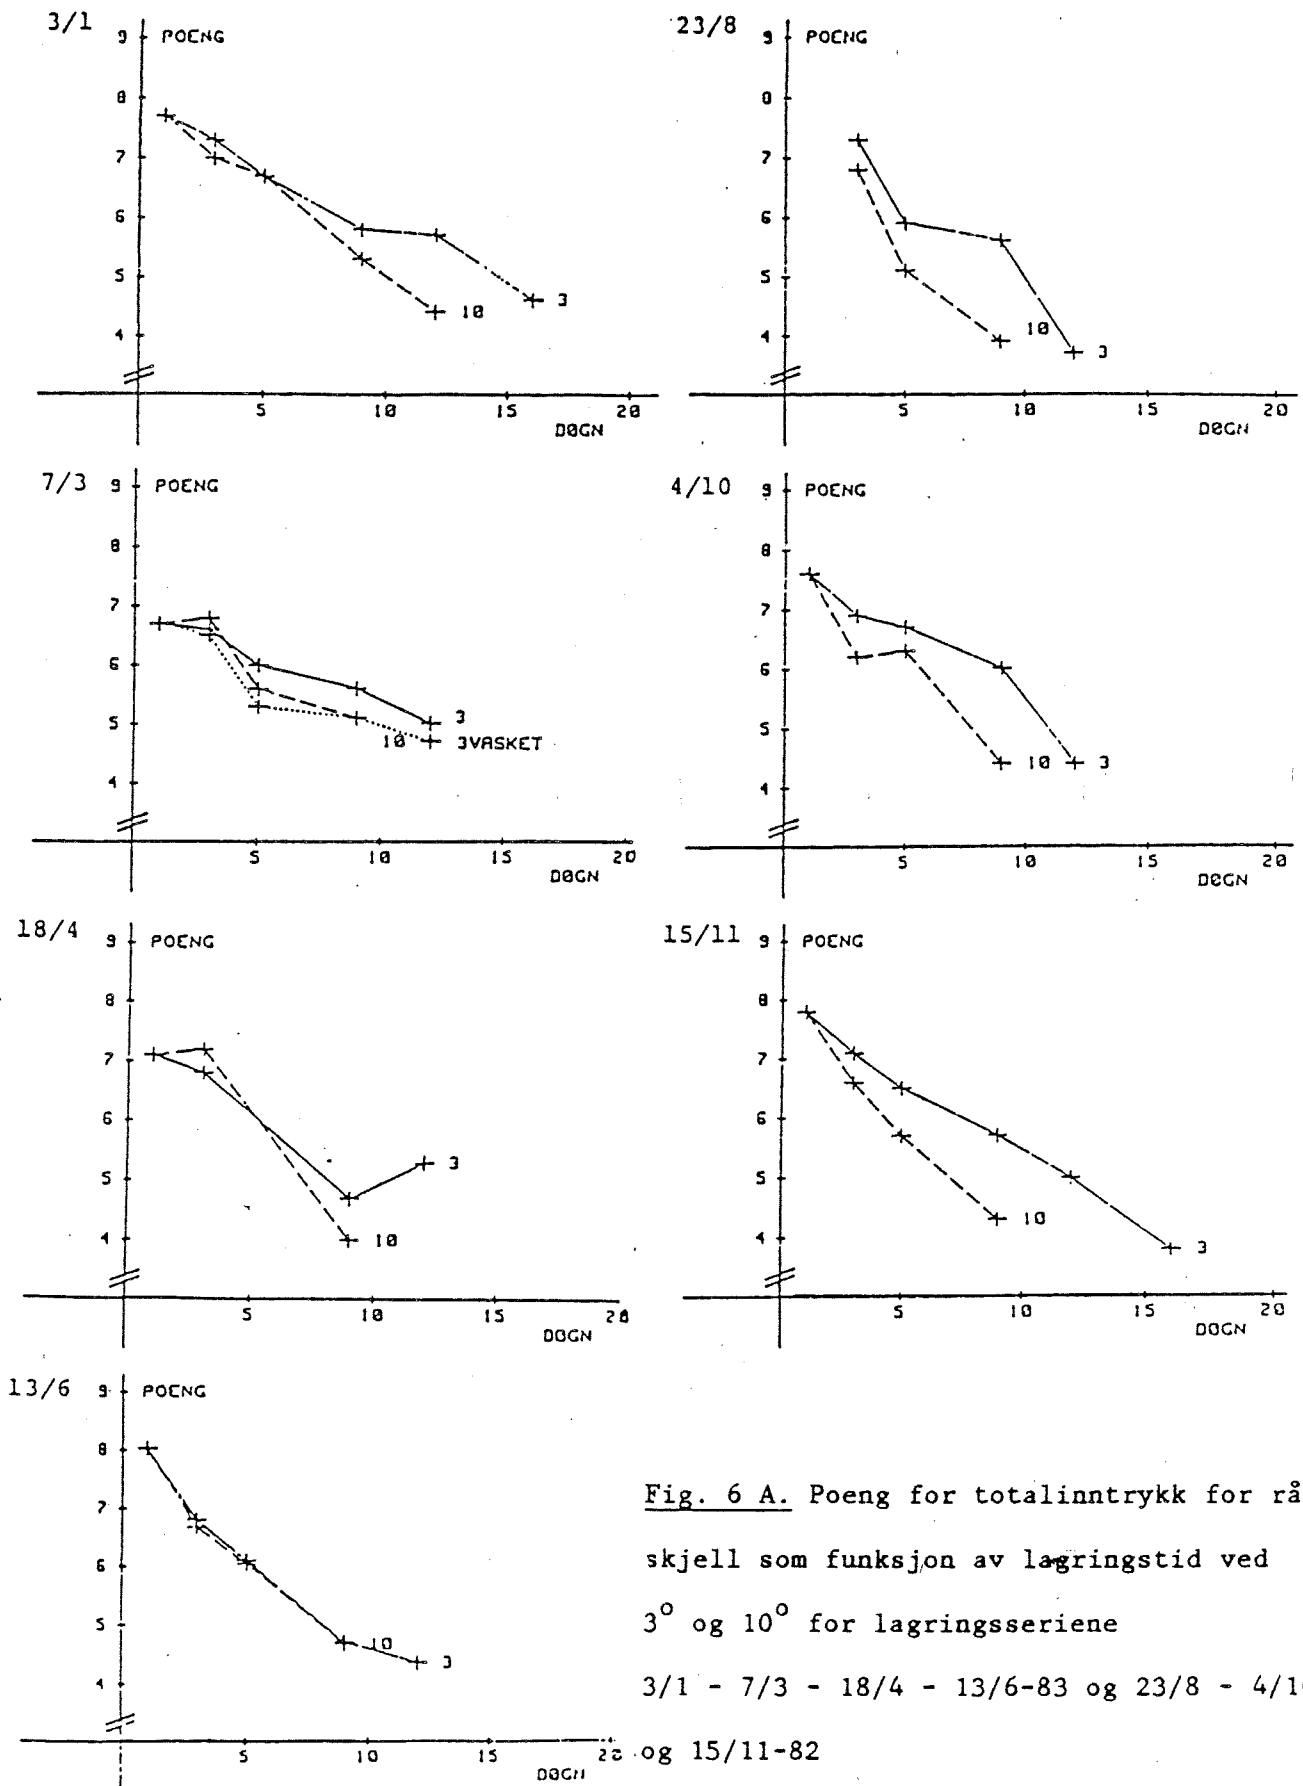 3/1
9 POENG
8
7
6
5
4
5 10 15 20
DØGN
10
3
23/8
9 POENG
8
7
6
5
4
5 10 15 20
DØGN
10
3
7/3
9 POENG
8
7
6
5
4
5 10 15 20
DØGN
3
10 3VASKET
4/10
9 POENG
8
7
6
5
4
5 10 15 20
DØGN
10 3
18/4
9 POENG
8
7
6
5
4
5 10 15 20
DØGN
3
10
15/11
9 POENG
8
7
6
5
4
5 10 15 20
DØGN
10
3
13/6
9 POENG
8
7
6
5
4
5 10 15
DØGN
10
3
Fig. 6 A. Poeng for totalinntrykk for rå
skjell som funksjon av lagringstid ved
3° og 10° for lagringsseriene
3/1 - 7/3 - 18/4 - 13/6-83 og 23/8 - 4/1
og 15/11-82